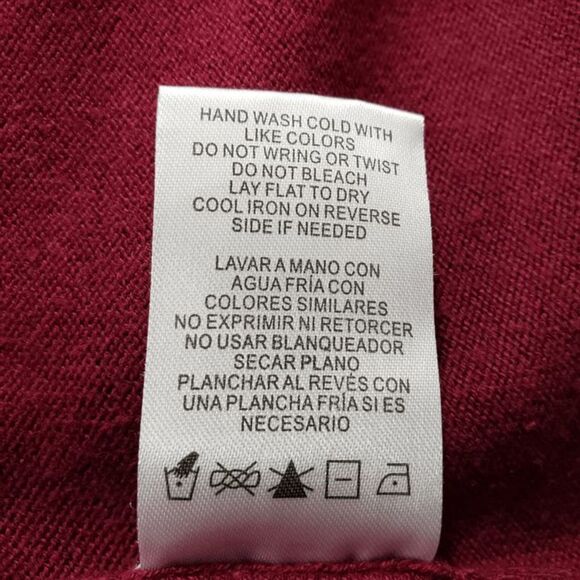 HAND WASH COLD WITH
LIKE COLORS
DO NOT WRING OR TWIST
DO NOT BLEACH
LAY FLAT TO DRY
COOL IRON ON REVERSE
SIDE IF NEEDED
LAVAR A MANO CON
AGUA FRÍA CON
COLORES SIMILARES
NO EXPRIMIR NI RETORCER
NO USAR BLANQUEADOR
SECAR PLANO
PLANCHAR AL REVÉS CON
UNA PLANCHA FRÍA SI ES
NECESARIO